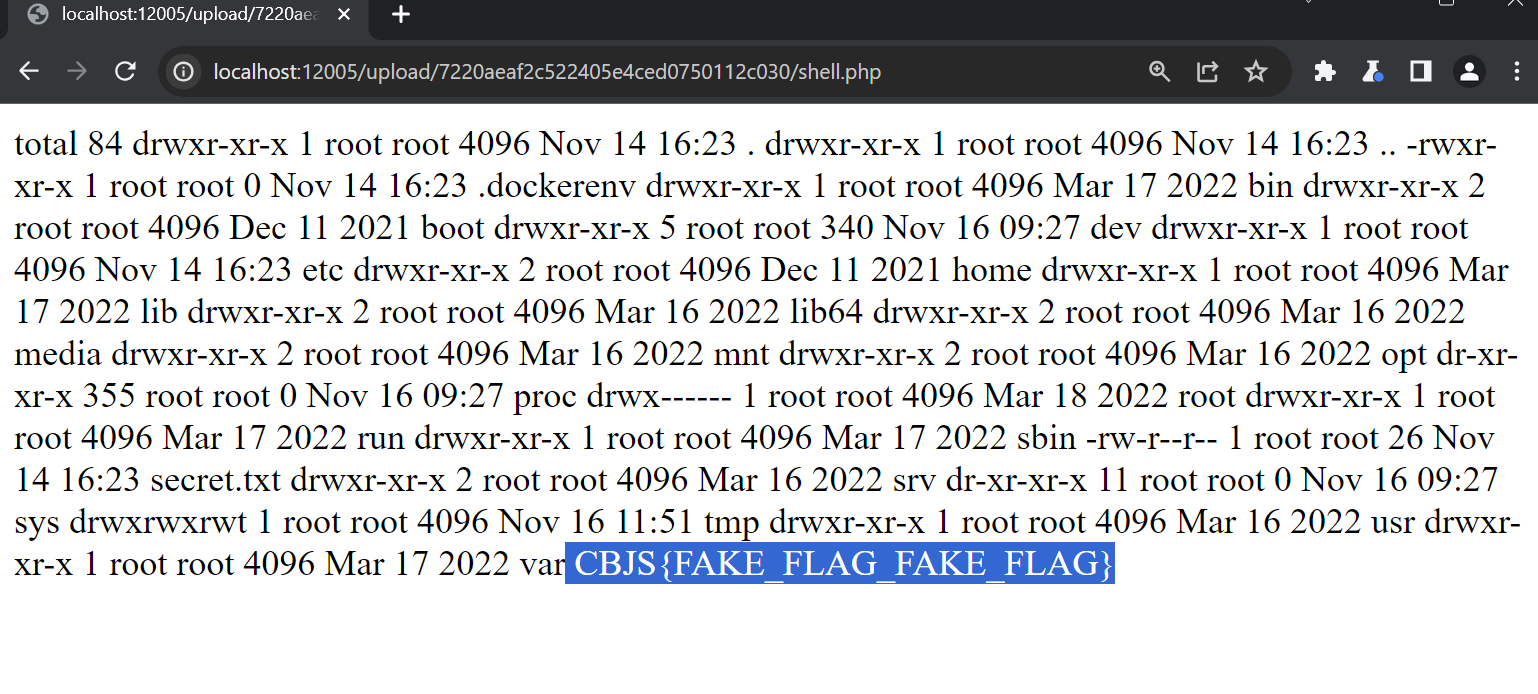 localhost:12005/upload/7220aea
localhost:12005/upload/7220aeaf2c522405e4ced0750112c030/shell.php
total 84 drwxr-xr-x 1 root root 4096 Nov 14 16:23 . drwxr-xr-x 1 root root 4096 Nov 14 16:23 .. -rwxr-
xr-x 1 root root 0 Nov 14 16:23 .dockerenv drwxr-xr-x 1 root root 4096 Mar 17 2022 bin drwxr-xr-x 2
root root 4096 Dec 11 2021 boot drwxr-xr-x 5 root root 340 Nov 16 09:27 dev drwxr-xr-x 1 root root
4096 Nov 14 16:23 etc drwxr-xr-x 2 root root 4096 Dec 11 2021 home drwxr-xr-x 1 root root 4096 Mar
17 2022 lib drwxr-xr-x 2 root root 4096 Mar 16 2022 lib64 drwxr-xr-x 2 root root 4096 Mar 16 2022
media drwxr-xr-x 2 root root 4096 Mar 16 2022 mnt drwxr-xr-x 2 root root 4096 Mar 16 2022 opt dr-xr-
xr-x 355 root root 0 Nov 16 09:27 proc drwx------ 1 root root 4096 Mar 18 2022 root drwxr-xr-x 1 root
root 4096 Mar 17 2022 run drwxr-xr-x 1 root root 4096 Mar 17 2022 sbin -rw-r--r-- 1 root root 26 Nov
14 16:23 secret.txt drwxr-xr-x 2 root root 4096 Mar 16 2022 srv dr-xr-xr-x 11 root root 0 Nov 16 09:27
sys drwxrwxrwt 1 root root 4096 Nov 16 11:51 tmp drwxr-xr-x 1 root root 4096 Mar 16 2022 usr drwxr-
xr-x 1 root root 4096 Mar 17 2022 var CBJS{FAKE_FLAG_FAKE_FLAG}